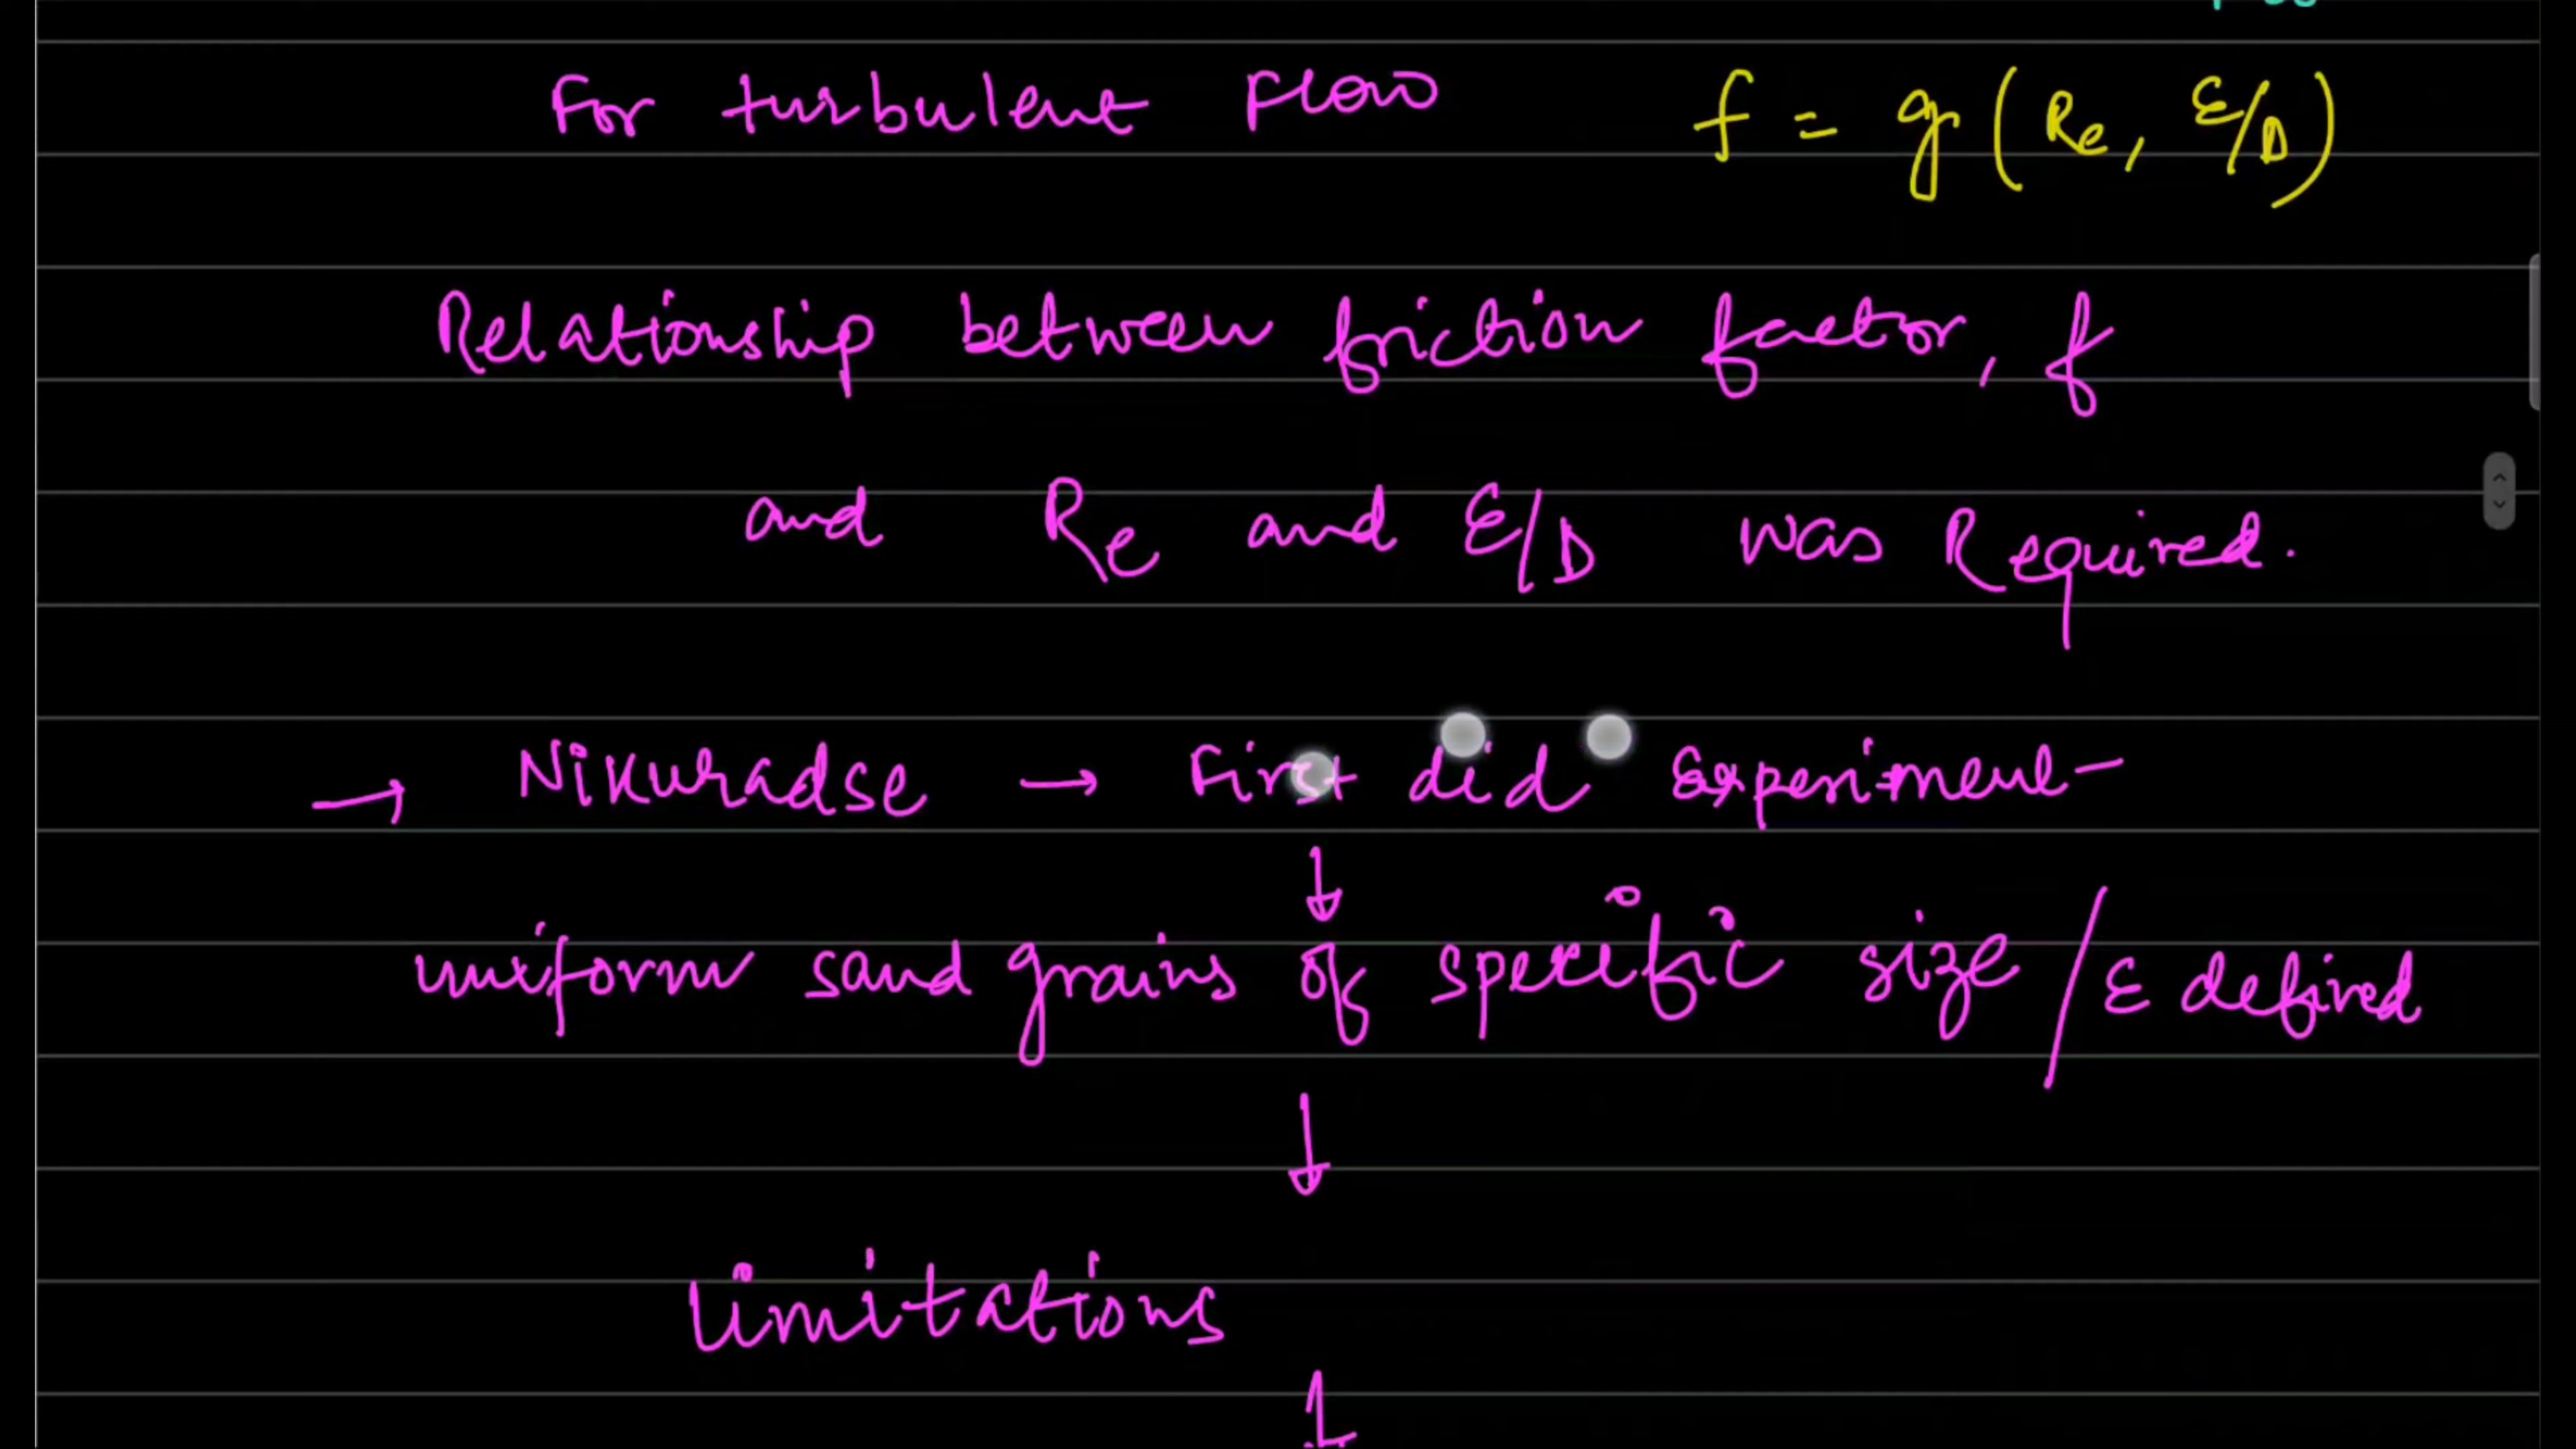 For turbulent Flow f = g (Re, ε/D)
Relationship between friction factor, f
and Re and ε/D was Required.
→ Nikuradse → First did Experiment
↓
uniform sand grains of specific size / ε defined
↓
limitations